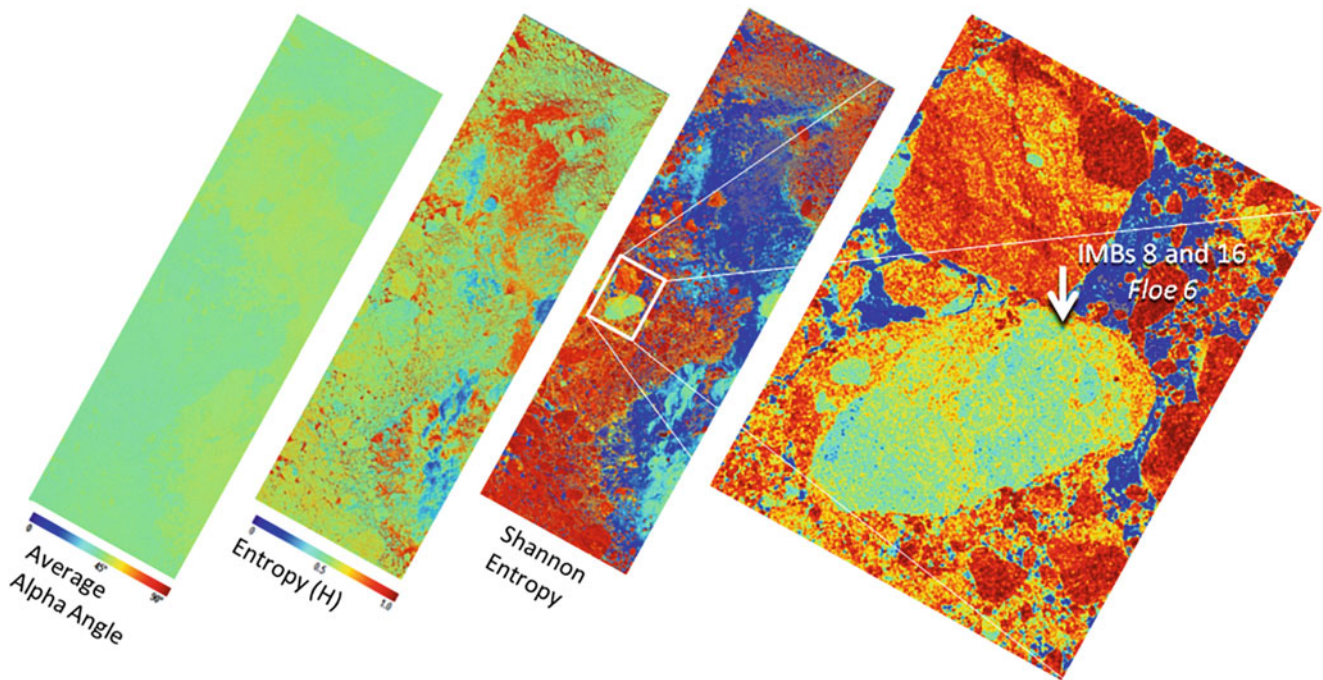 0
45°
90°
Average
Alpha Angle
0
0.5
1.0
Entropy (H)
Shannon
Entropy
IMBs 8 and 16
Floe 6